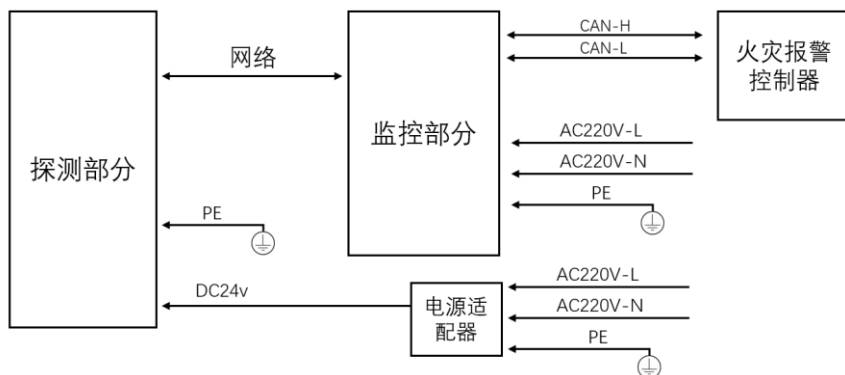 CAN-H
CAN-L
火灾报警
控制器
网络
监控部分
探测部分
AC220V-L
AC220V-N
PE
PE
DC24v
电源适
配器
AC220V-L
AC220V-N
PE